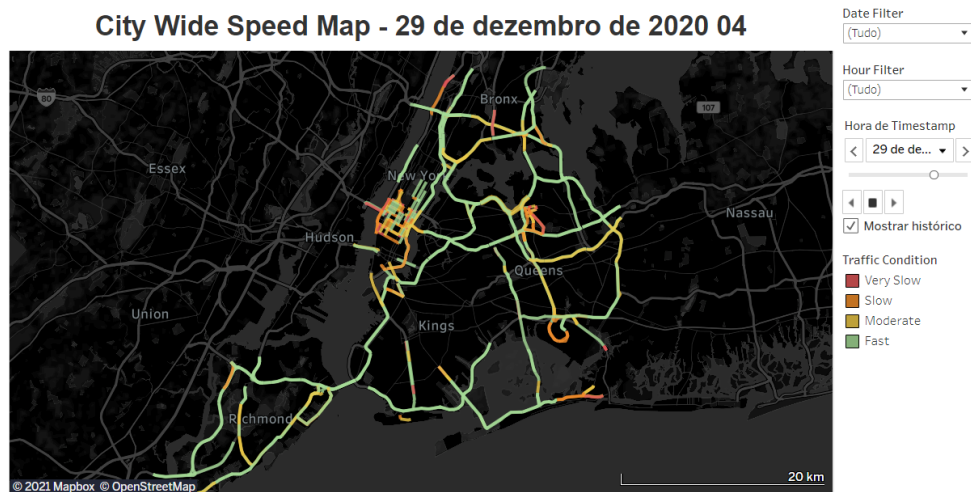 City Wide Speed Map - 29 de dezembro de 2020 04
Date Filter
(Tudo)
Hour Filter
(Tudo)
Hora de Timestamp
29 de de...
Mostrar histórico
Traffic Condition
Very Slow
Slow
Moderate
Fast
80
Bronx
107
Essex
New Yor
Nassau
Hudson
Queens
Union
Kings
Richmond
20 km
© 2021 Mapbox © OpenStreetMap